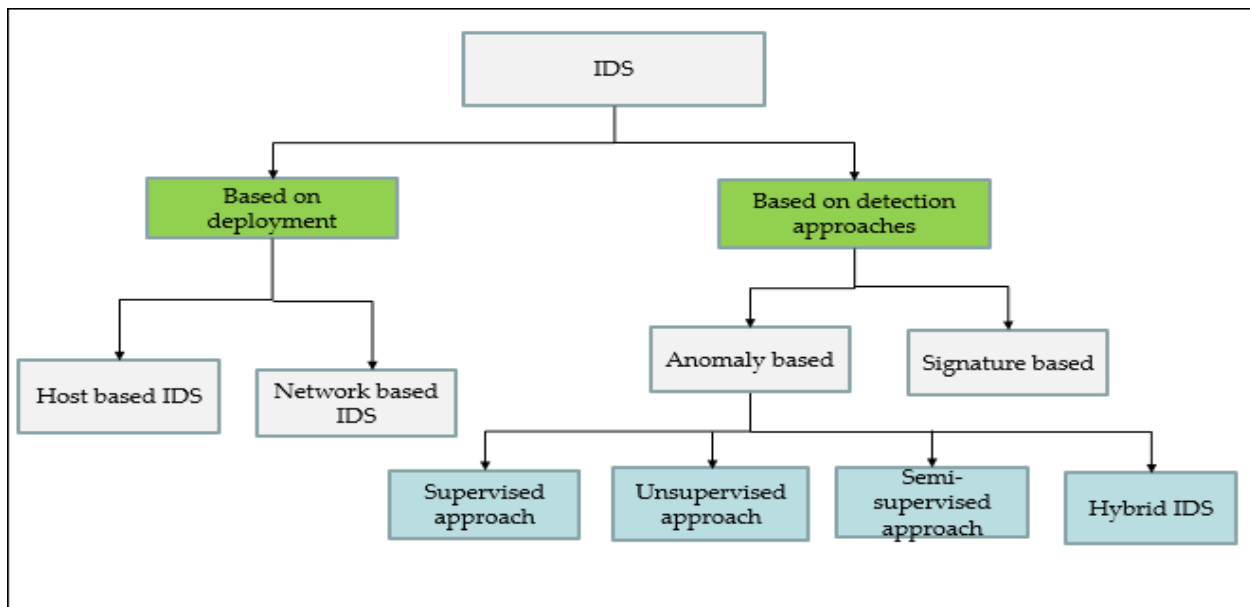 IDS
Based on
deployment
Based on detection
approaches
Host based IDS
Network based
IDS
Anomaly based
Signature based
Supervised
approach
Unsupervised
approach
Semi-
supervised
approach
Hybrid IDS